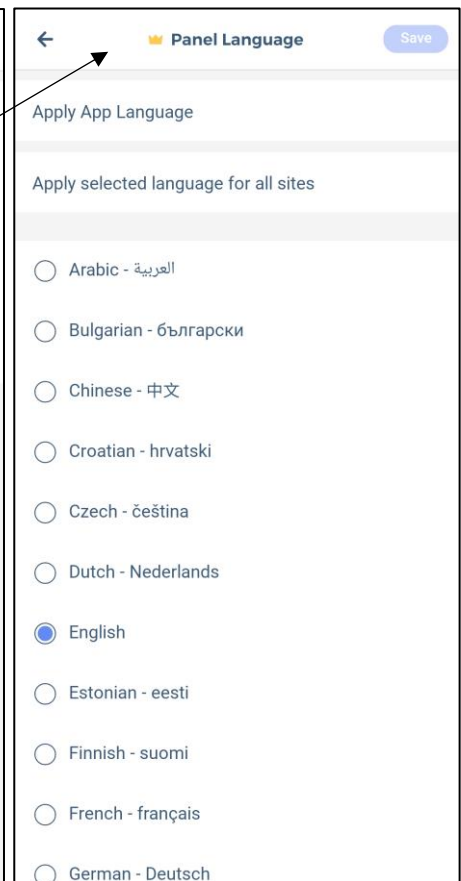 Panel Language
Save
Apply App Language
Apply selected language for all sites
Arabic - العربية
Bulgarian - български
Chinese - 中文
Croatian - hrvatski
Czech - čeština
Dutch - Nederlands
English
Estonian - eesti
Finnish - suomi
French - français
German - Deutsch